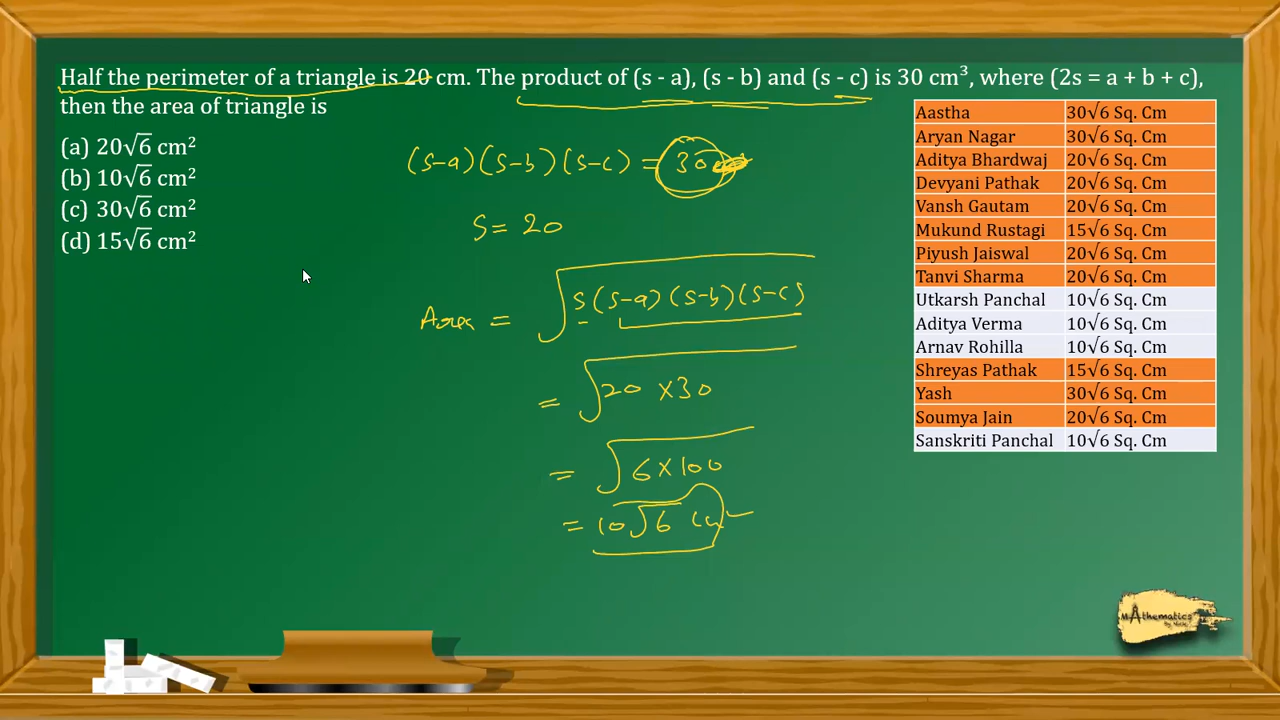 Half the perimeter of a triangle is 20 cm. The product of (s - a), (s - b) and (s - c) is 30 cm³, where (2s = a + b + c),
then the area of triangle is
(a) 20√6 cm²
(b) 10√6 cm²
(c) 30√6 cm²
(d) 15√6 cm²
(s-a)(s-b)(s-c) = 30
S = 20
Area = √s(s-a)(s-b)(s-c)
= √20 × 30
= √6 × 100
= 10√6 cm²
Aastha 30√6 Sq. Cm
Aryan Nagar 30√6 Sq. Cm
Aditya Bhardwaj 20√6 Sq. Cm
Devyani Pathak 20√6 Sq. Cm
Vansh Gautam 20√6 Sq. Cm
Mukund Rustagi 15√6 Sq. Cm
Piyush Jaiswal 20√6 Sq. Cm
Tanvi Sharma 20√6 Sq. Cm
Utkarsh Panchal 10√6 Sq. Cm
Aditya Verma 10√6 Sq. Cm
Arnav Rohilla 10√6 Sq. Cm
Shreyas Pathak 15√6 Sq. Cm
Yash 30√6 Sq. Cm
Soumya Jain 20√6 Sq. Cm
Sanskriti Panchal 10√6 Sq. Cm
MAthematics